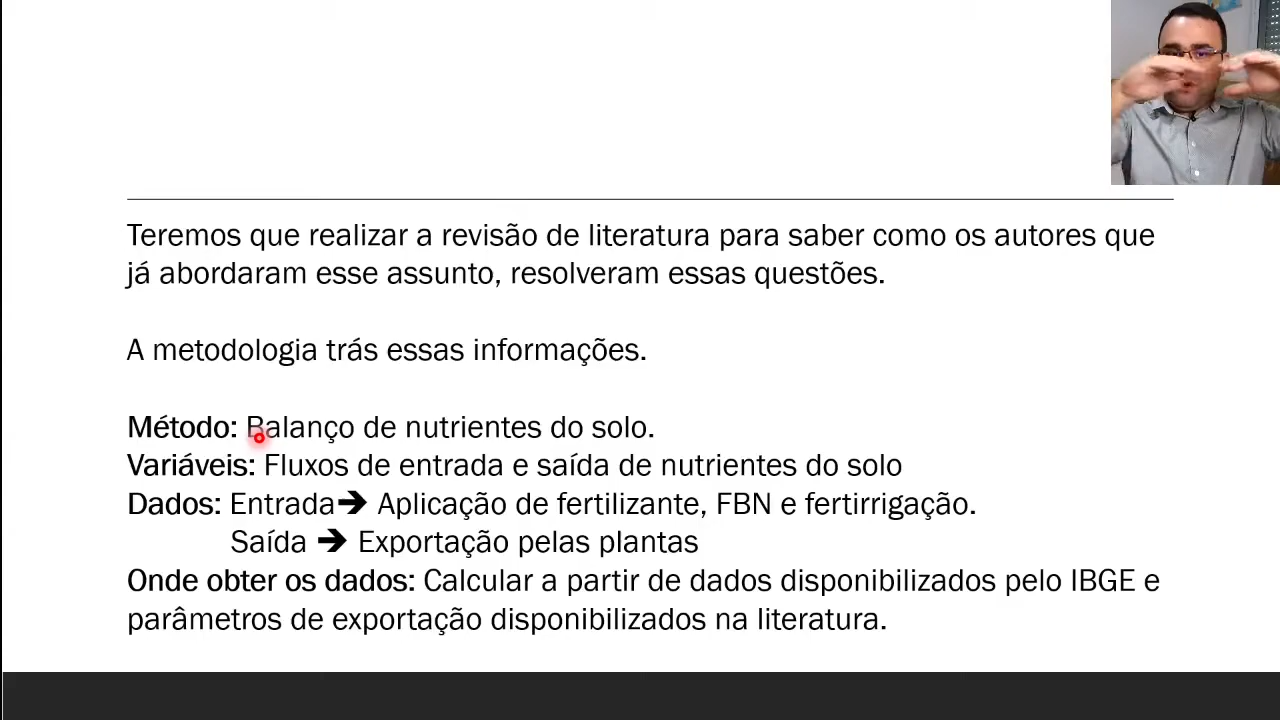 Teremos que realizar a revisão de literatura para saber como os autores que
já abordaram esse assunto, resolveram essas questões.
A metodologia trás essas informações.
Método: Balanço de nutrientes do solo.
Variáveis: Fluxos de entrada e saída de nutrientes do solo
Dados: Entrada➔ Aplicação de fertilizante, FBN e fertirrigação.
Saída ➔ Exportação pelas plantas
Onde obter os dados: Calcular a partir de dados disponibilizados pelo IBGE e
parâmetros de exportação disponibilizados na literatura.